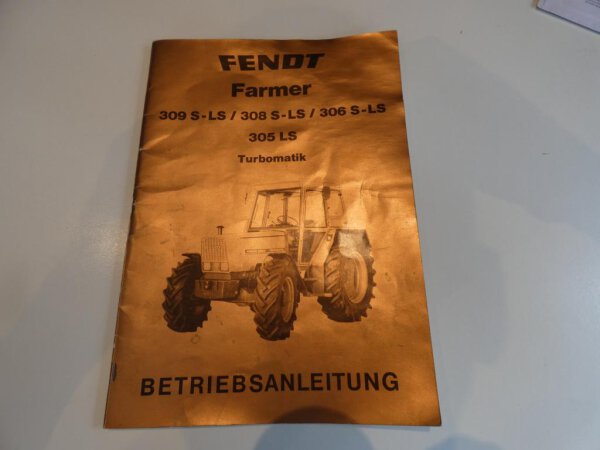 FENDT
Farmer
309 S-LS / 308 S-LS / 306 S-LS
305 LS
Turbomatik
BETRIEBSANLEITUNG